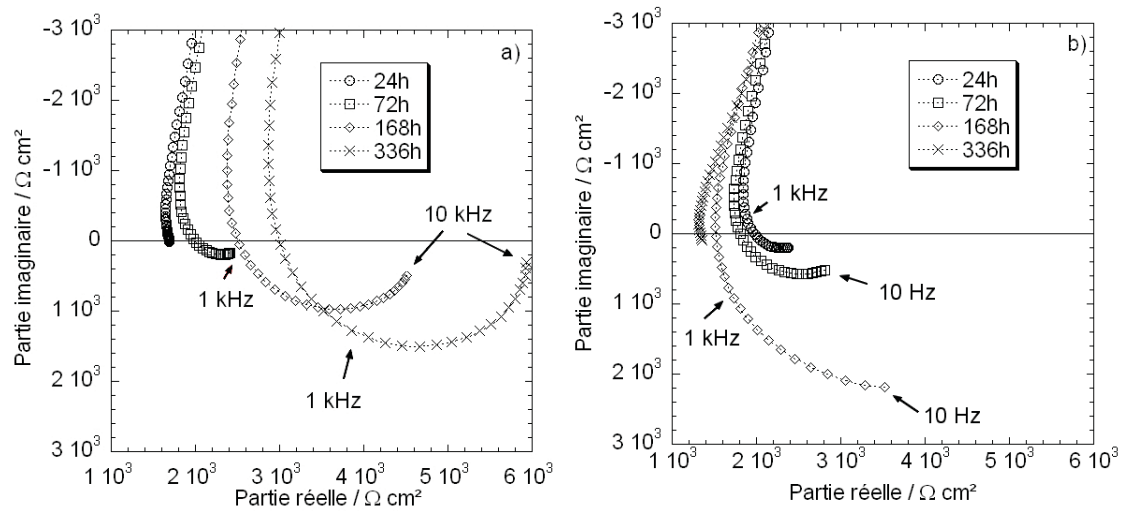 a)
-3 10³
-2 10³
-1 10³
0
1 10³
2 10³
3 10³
Partie imaginaire / Ω cm²
24h
72h
168h
336h
10 kHz
1 kHz
1 kHz
1 10³ 2 10³ 3 10³ 4 10³ 5 10³ 6 10³
Partie réelle / Ω cm²
b)
-3 10³
-2 10³
-1 10³
0
1 10³
2 10³
3 10³
Partie imaginaire / Ω cm²
24h
72h
168h
336h
1 kHz
10 Hz
1 kHz
10 Hz
1 10³ 2 10³ 3 10³ 4 10³ 5 10³ 6 10³
Partie réelle / Ω cm²